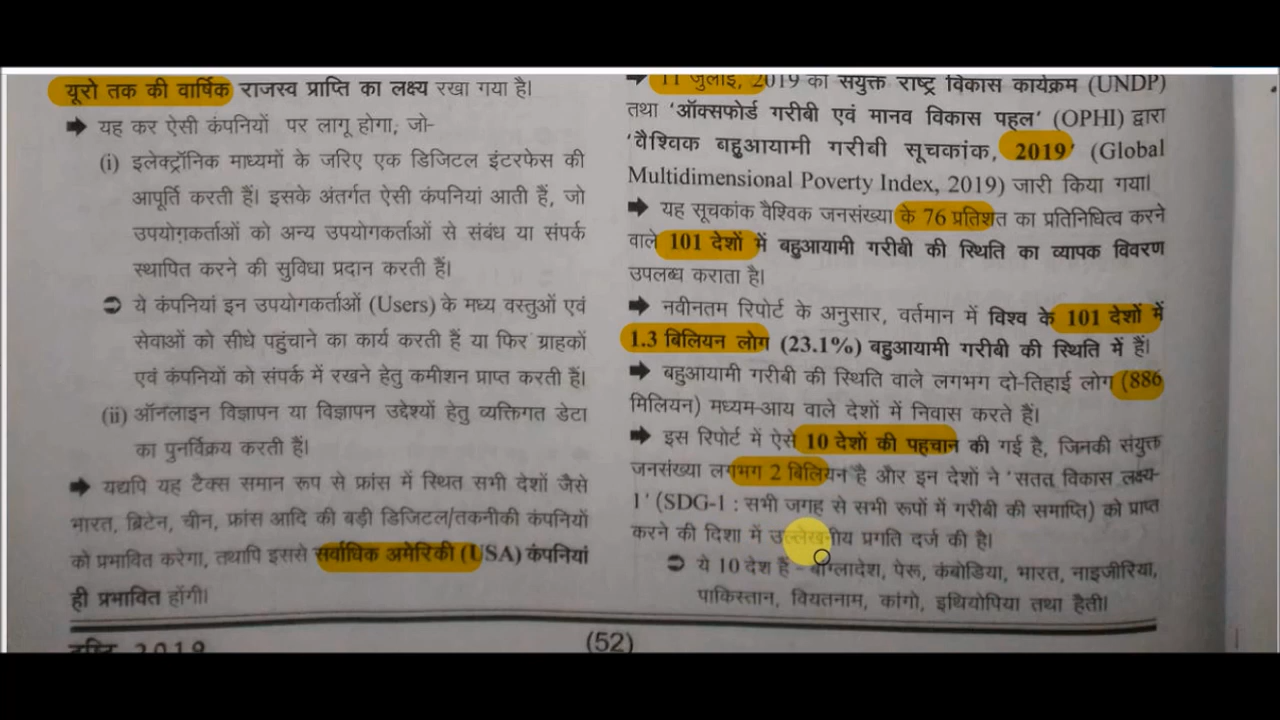 यूरो तक की वार्षिक राजस्व प्राप्ति का लक्ष्य रखा गया है।
➡ यह कर ऐसी कंपनियों पर लागू होगा, जो-
(i) इलेक्ट्रॉनिक माध्यमों के जरिए एक डिजिटल इंटरफेस की
आपूर्ति करती हैं। इसके अंतर्गत ऐसी कंपनियां आती हैं, जो
उपयोगकर्ताओं को अन्य उपयोगकर्ताओं से संबंध या संपर्क
स्थापित करने की सुविधा प्रदान करती हैं।
➲ ये कंपनियां इन उपयोगकर्ताओं (Users) के मध्य वस्तुओं एवं
सेवाओं को सीधे पहुंचाने का कार्य करती हैं या फिर ग्राहकों
एवं कंपनियों को संपर्क में रखने हेतु कमीशन प्राप्त करती हैं।
(ii) ऑनलाइन विज्ञापन या विज्ञापन उद्देश्यों हेतु व्यक्तिगत डेटा
का पुनर्विक्रय करती हैं।
➡ यद्यपि यह टैक्स समान रूप से फ्रांस में स्थित सभी देशों जैसे
भारत, ब्रिटेन, चीन, फ्रांस आदि की बड़ी डिजिटल/तकनीकी कंपनियों
को प्रभावित करेगा, तथापि इससे सर्वाधिक अमेरिकी (USA) कंपनियां
ही प्रभावित होंगी।
➡ 11 जुलाई, 2019 को संयुक्त राष्ट्र विकास कार्यक्रम (UNDP)
तथा 'ऑक्सफोर्ड गरीबी एवं मानव विकास पहल' (OPHI) द्वारा
'वैश्विक बहुआयामी गरीबी सूचकांक, 2019' (Global
Multidimensional Poverty Index, 2019) जारी किया गया।
➡ यह सूचकांक वैश्विक जनसंख्या के 76 प्रतिशत का प्रतिनिधित्व करने
वाले 101 देशों में बहुआयामी गरीबी की स्थिति का व्यापक विवरण
उपलब्ध कराता है।
➡ नवीनतम रिपोर्ट के अनुसार, वर्तमान में विश्व के 101 देशों में
1.3 बिलियन लोग (23.1%) बहुआयामी गरीबी की स्थिति में हैं।
➡ बहुआयामी गरीबी की स्थिति वाले लगभग दो-तिहाई लोग (886
मिलियन) मध्यम-आय वाले देशों में निवास करते हैं।
➡ इस रिपोर्ट में ऐसे 10 देशों की पहचान की गई है, जिनकी संयुक्त
जनसंख्या लगभग 2 बिलियन है और इन देशों ने 'सतत् विकास लक्ष्य-
1' (SDG-1 : सभी जगह से सभी रूपों में गरीबी की समाप्ति) को प्राप्त
करने की दिशा में उल्लेखनीय प्रगति दर्ज की है।
➲ ये 10 देश हैं - बांग्लादेश, पेरू, कंबोडिया, भारत, नाइजीरिया,
पाकिस्तान, वियतनाम, कांगो, इथियोपिया तथा हैती।
(52)